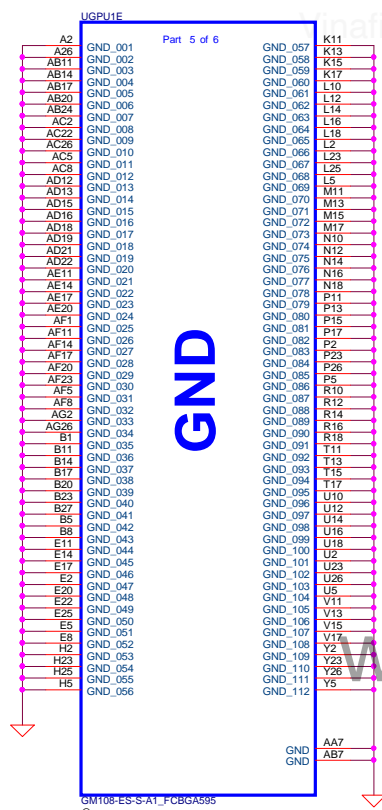 Vinafi
UGPU1E
Part 5 of 6
A2 GND_001 GND_057 K11
A26 GND_002 GND_058 K13
AB11 GND_003 GND_059 K15
AB14 GND_004 GND_060 K17
AB17 GND_005 GND_061 L10
AB20 GND_006 GND_062 L12
AB24 GND_007 GND_063 L14
AC2 GND_008 GND_064 L16
AC22 GND_009 GND_065 L18
AC26 GND_010 GND_066 L2
AC5 GND_011 GND_067 L23
AC8 GND_012 GND_068 L25
AD12 GND_013 GND_069 L5
AD13 GND_014 GND_070 M11
AD15 GND_015 GND_071 M13
AD16 GND_016 GND_072 M15
AD18 GND_017 GND_073 M17
AD19 GND_018 GND_074 N10
AD21 GND_019 GND_075 N12
AD22 GND_020 GND_076 N14
AE11 GND_021 GND_077 N16
AE14 GND_022 GND_078 N18
AE17 GND_023 GND_079 P11
AE20 GND_024 GND_080 P13
AF1 GND_025 GND_081 P15
AF11 GND_026 GND_082 P17
AF14 GND_027 GND_083 P2
AF17 GND_028 GND_084 P23
AF20 GND_029 GND_085 P26
AF23 GND_030 GND_086 P5
AF5 GND_031 GND_087 R10
AF8 GND_032 GND_088 R12
AG2 GND_033 GND_089 R14
AG26 GND_034 GND_090 R16
B1 GND_035 GND_091 R18
B11 GND_036 GND_092 T11
B14 GND_037 GND_093 T13
B17 GND_038 GND_094 T15
B20 GND_039 GND_095 T17
B23 GND_040 GND_096 U10
B27 GND_041 GND_097 U12
B5 GND_042 GND_098 U14
B8 GND_043 GND_099 U16
E11 GND_044 GND_100 U18
E14 GND_045 GND_101 U2
E17 GND_046 GND_102 U23
E2 GND_047 GND_103 U26
E20 GND_048 GND_104 U5
E22 GND_049 GND_105 V11
E25 GND_050 GND_106 V13
E5 GND_051 GND_107 V15
E8 GND_052 GND_108 V17
H2 GND_053 GND_109 Y2
H23 GND_054 GND_110 Y23
H25 GND_055 GND_111 Y26
H5 GND_056 GND_112 Y5
GND
W
GND AA7
GND AB7
GM108-ES-S-A1_FCBGA595